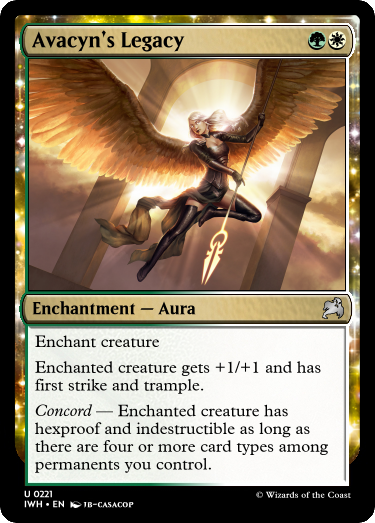 Avacyn's Legacy
Enchantment — Aura
Enchant creature
Enchanted creature gets +1/+1 and has
first strike and trample.
Concord — Enchanted creature has
hexproof and indestructible as long as
there are four or more card types among
permanents you control.
U 0221
IWH • EN JB-CASACOP
© Wizards of the Coast